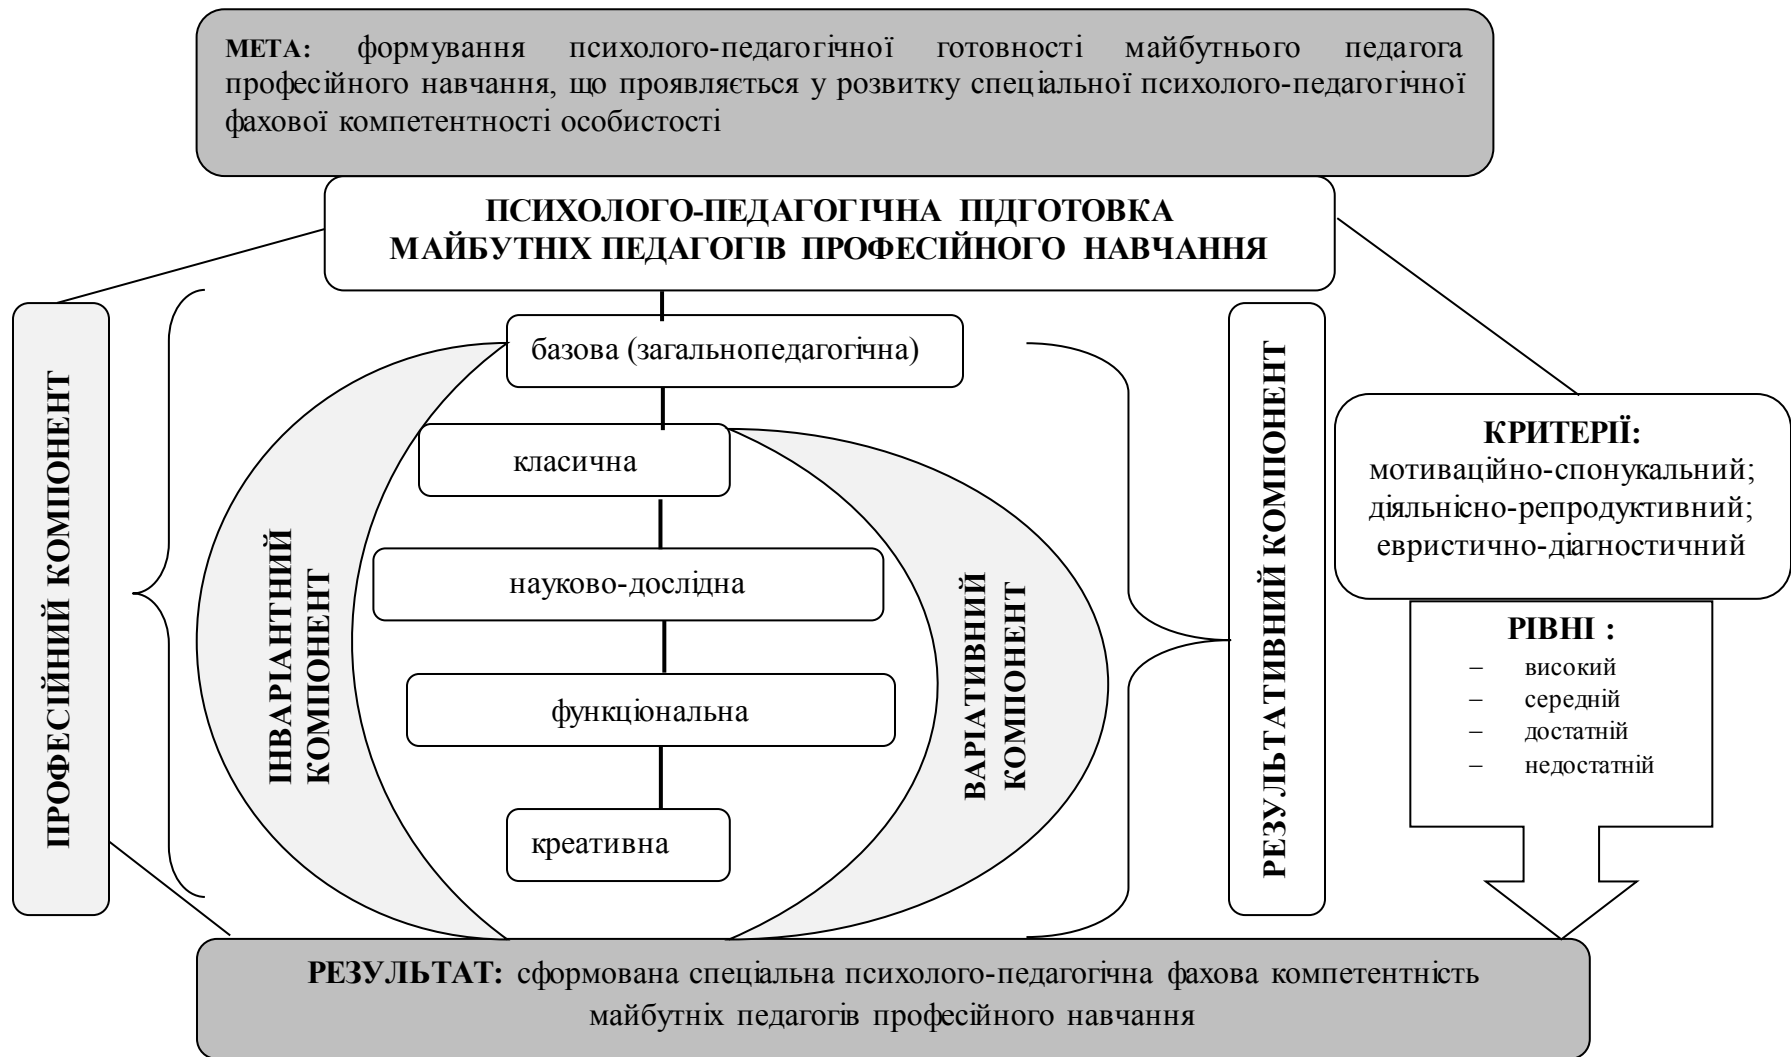 МЕТА: формування психолого-педагогічної готовності майбутнього педагога
професійного навчання, що проявляється у розвитку спеціальної психолого-педагогічної
фахової компетентності особистості
ПСИХОЛОГО-ПЕДАГОГІЧНА ПІДГОТОВКА
МАЙБУТНІХ ПЕДАГОГІВ ПРОФЕСІЙНОГО НАВЧАННЯ
ПРОФЕСІЙНИЙ КОМПОНЕНТ
ІНВАРІАНТНИЙ
КОМПОНЕНТ
базова (загальнопедагогічна)
класична
науково-дослідна
функціональна
креативна
ВАРІАТИВНИЙ
КОМПОНЕНТ
РЕЗУЛЬТАТИВНИЙ КОМПОНЕНТ
КРИТЕРІЇ:
мотиваційно-спонукальний;
діяльнісно-репродуктивний;
евристично-діагностичний
РІВНІ :
– високий
– середній
– достатній
– недостатній
РЕЗУЛЬТАТ: сформована спеціальна психолого-педагогічна фахова компетентність
майбутніх педагогів професійного навчання